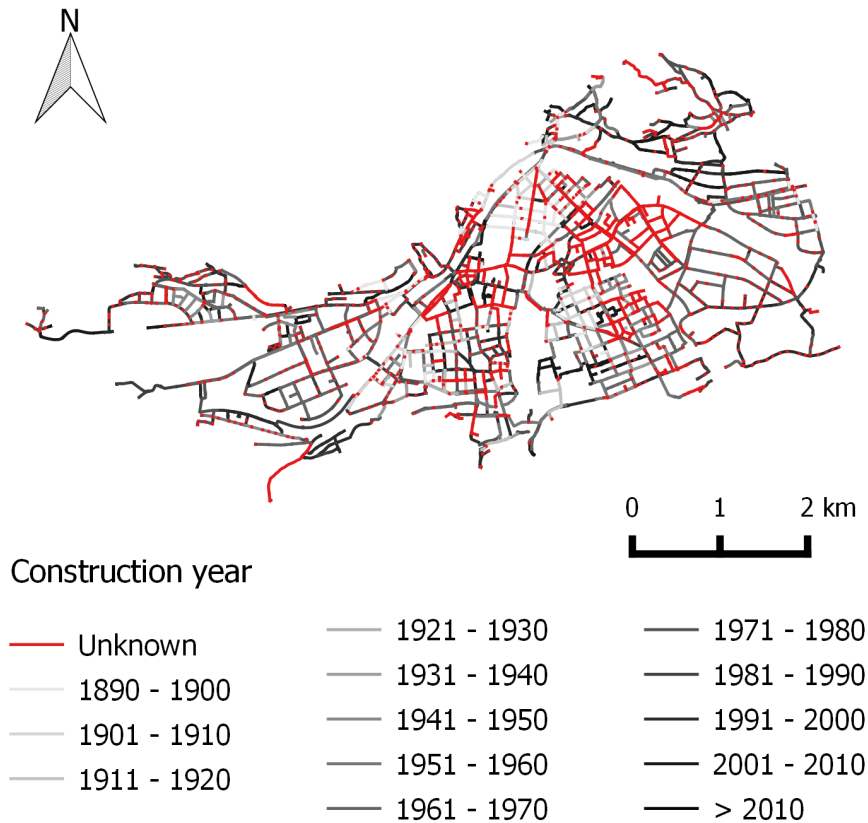 N
0 1 2 km
Construction year
Unknown
1890 - 1900
1901 - 1910
1911 - 1920
1921 - 1930
1931 - 1940
1941 - 1950
1951 - 1960
1961 - 1970
1971 - 1980
1981 - 1990
1991 - 2000
2001 - 2010
> 2010